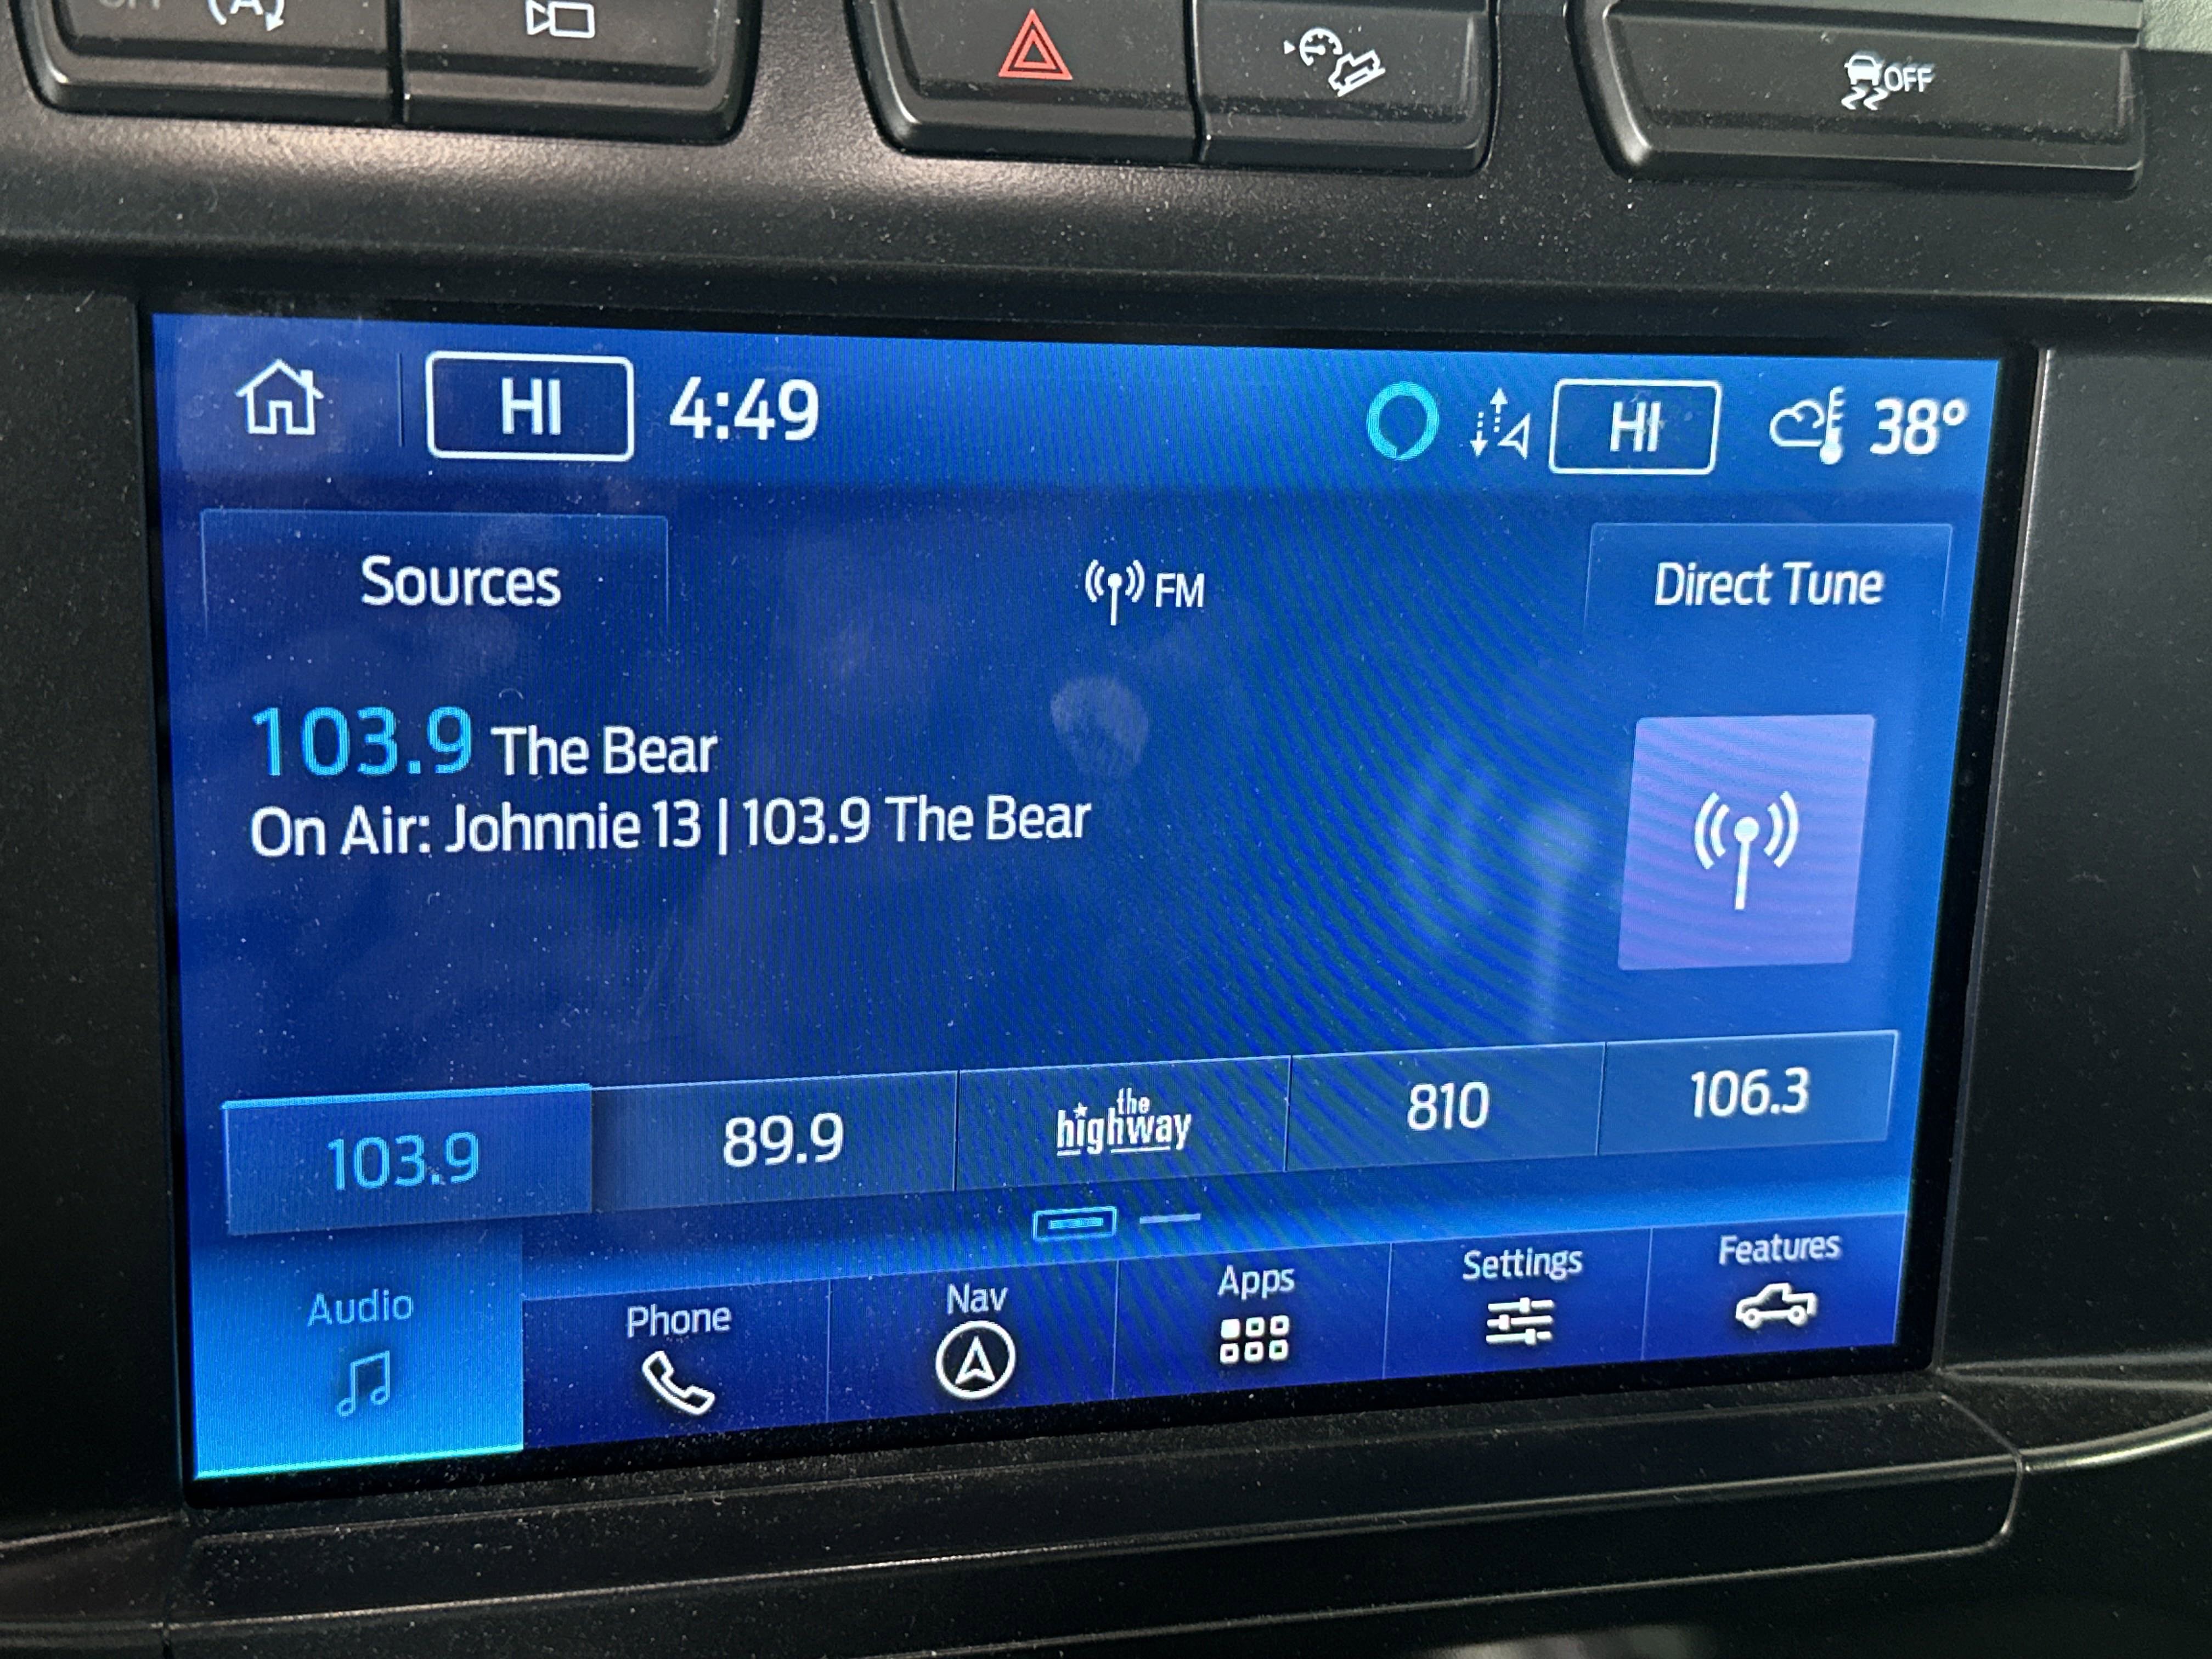 OFF
HI 4:49 HI 38°
Sources FM Direct Tune
103.9 The Bear
On Air: Johnnie 13 | 103.9 The Bear
103.9 89.9 the highway 810 106.3
Audio Phone Nav Apps Settings Features